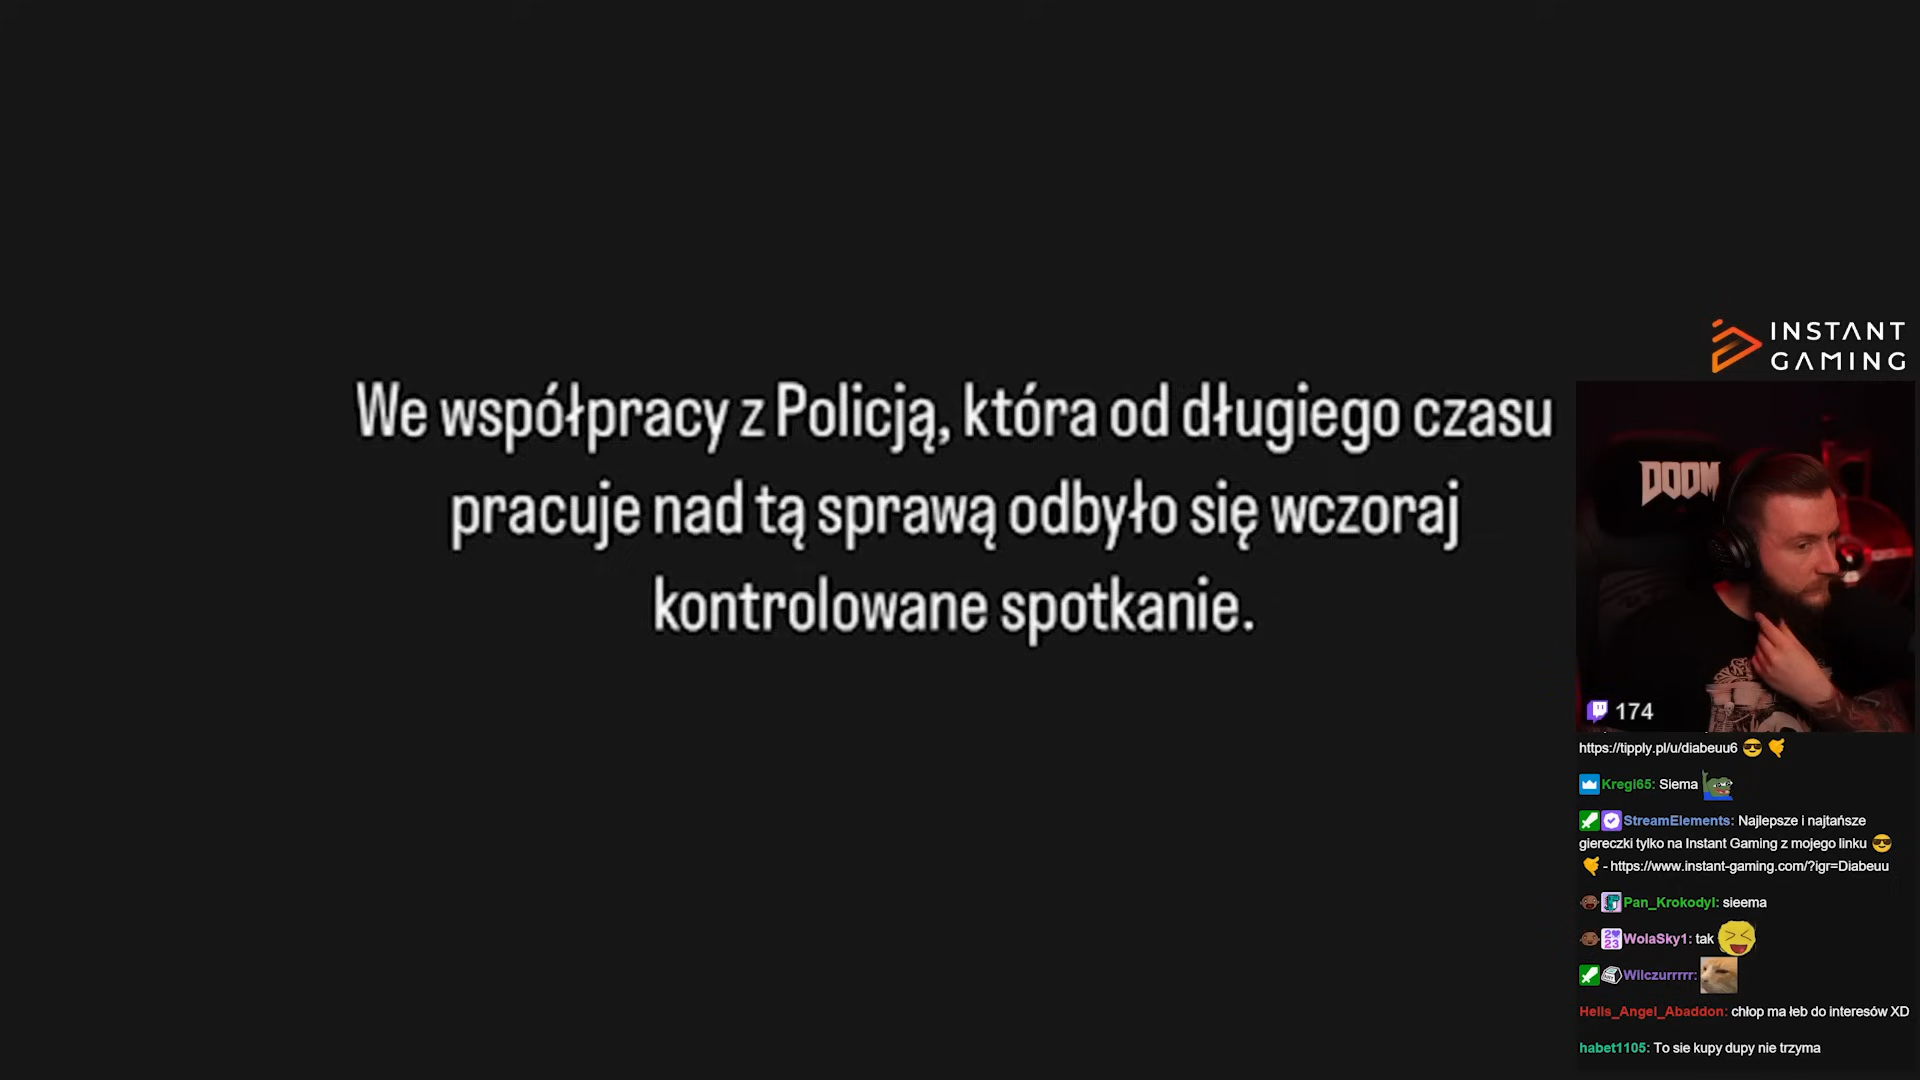 We współpracy z Policją, która od długiego czasu
pracuje nad tą sprawą odbyło się wczoraj
kontrolowane spotkanie.
INSTANT
GAMING
DOOM
174
https://tipply.pl/u/diabeuu6
Kregi65: Siema
StreamElements: Najlepsze i najtańsze
giereczki tylko na Instant Gaming z mojego linku
- https://www.instant-gaming.com/?igr=Diabeuu
Pan_Krokodyl: sieema
WolaSky1: tak
Wilczurrrrr:
Hells_Angel_Abaddon: chłop ma łeb do interesów XD
habet1105: To sie kupy dupy nie trzyma